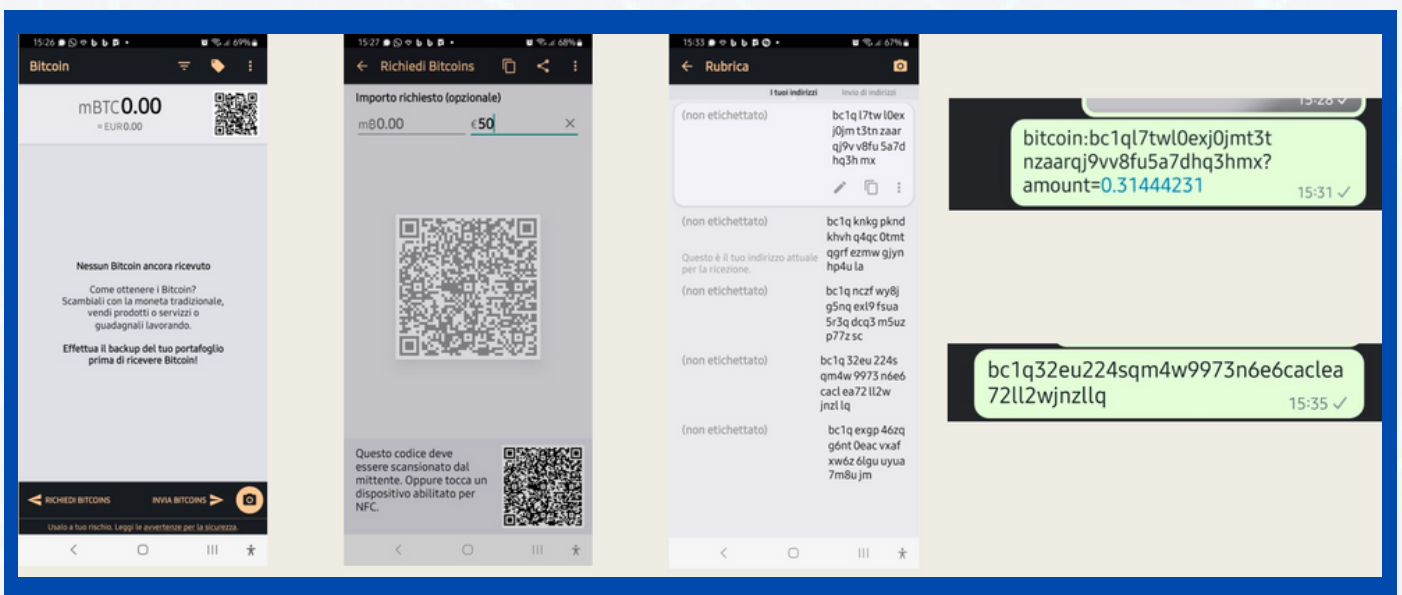 15:26
69%
Bitcoin
mBTC0.00
≈ EUR0.00
Nessun Bitcoin ancora ricevuto
Come ottenere i Bitcoin?
Scambiali con la moneta tradizionale,
vendi prodotti o servizi o
guadagnali lavorando.
Effettua il backup del tuo portafoglio
prima di ricevere Bitcoin!
RICHIEDI BITCOINS
INVIA BITCOINS
Usalo a tuo rischio. Leggi le avvertenze per la sicurezza.
15:27
68%
Richiedi Bitcoins
Importo richiesto (opzionale)
mB0.00
€50
Questo codice deve
essere scansionato dal
mittente. Oppure tocca un
dispositivo abilitato per
NFC.
15:33
67%
Rubrica
I tuoi indirizzi
Invio di indirizzi
(non etichettato)
bc1q l7tw l0ex
j0jm t3tn zaar
qj9v v8fu 5a7d
hq3h mx
(non etichettato)
bc1q knkg pknd
khvh q4qc 0tmt
qgrf ezmw gjyn
hp4u la
Questo è il tuo indirizzo attuale
per la ricezione.
(non etichettato)
bc1q nczf wy8j
g5nq exl9 fsua
5r3q dcq3 m5uz
p77z sc
(non etichettato)
bc1q 32eu 224s
qm4w 9973 n6e6
cacl ea72 ll2w
jnzl lq
(non etichettato)
bc1q exgp 46zq
g6nt 0eac vxaf
xw6z 6lgu uyua
7m8u jm
15:28
bitcoin:bc1ql7twl0exj0jmt3t
nzaarqj9vv8fu5a7dhq3hmx?
amount=0.31444231
15:31
bc1q32eu224sqm4w9973n6e6caclea
72ll2wjnzllq
15:35